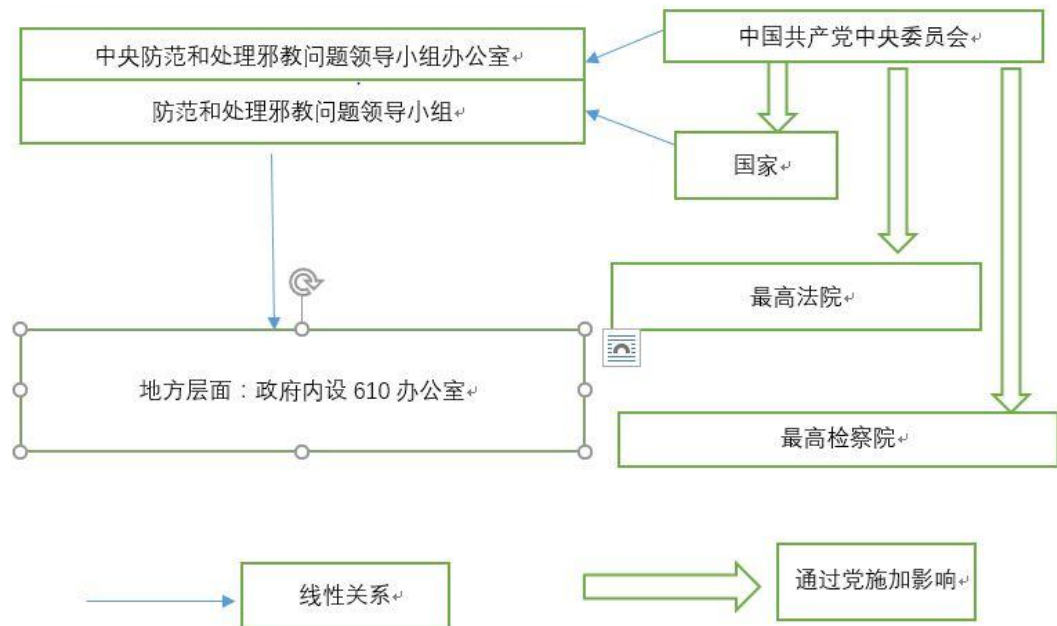 中国共产党中央委员会
中央防范和处理邪教问题领导小组办公室
防范和处理邪教问题领导小组
国家
最高法院
地方层面：政府内设 610 办公室
最高检察院
线性关系
通过党施加影响